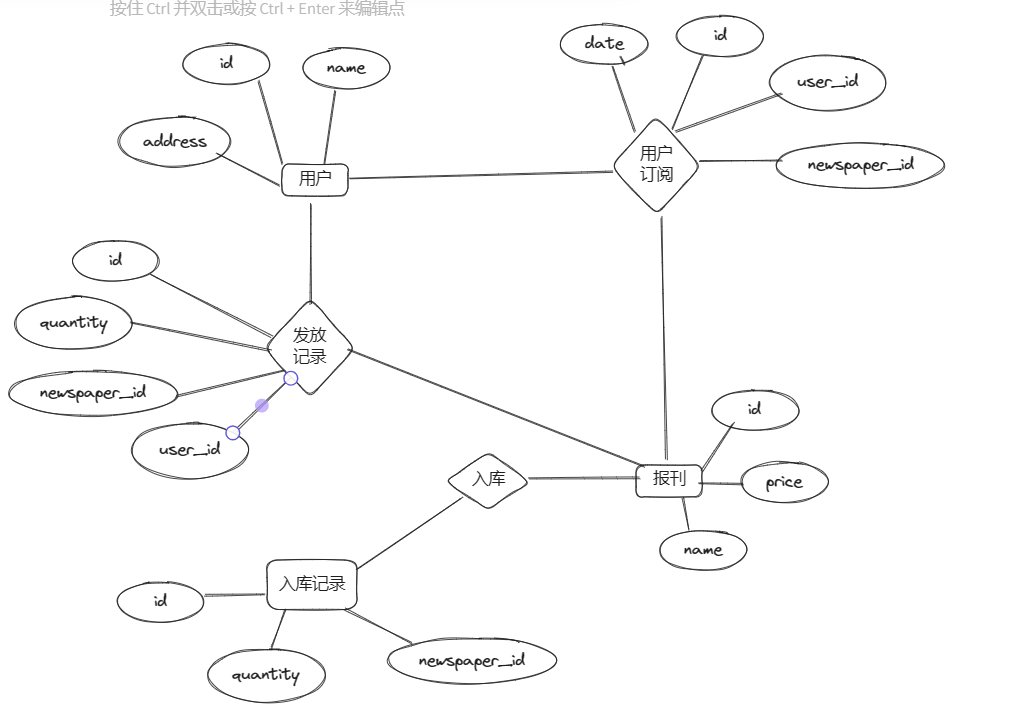 按住 Ctrl 并双击或按 Ctrl + Enter 来编辑点
id
name
address
用户
date
id
user_id
newspaper_id
用户
订阅
id
quantity
newspaper_id
user_id
发放
记录
入库
报刊
id
price
name
入库记录
id
quantity
newspaper_id